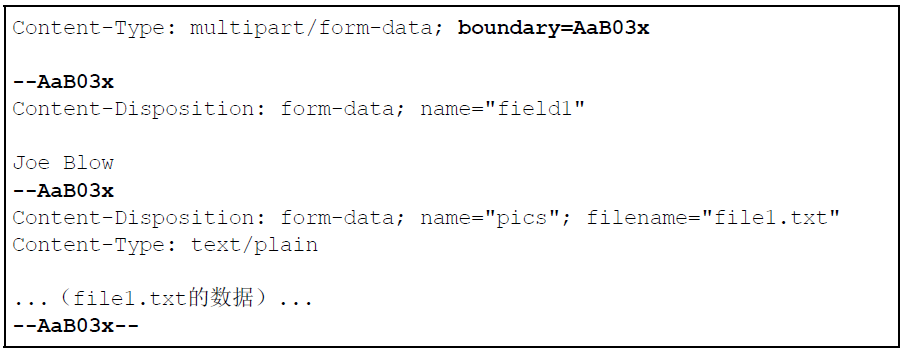 Content-Type: multipart/form-data; boundary=AaB03x
--AaB03x
Content-Disposition: form-data; name="field1"
Joe Blow
--AaB03x
Content-Disposition: form-data; name="pics"; filename="file1.txt"
Content-Type: text/plain
...（file1.txt的数据）...
--AaB03x--